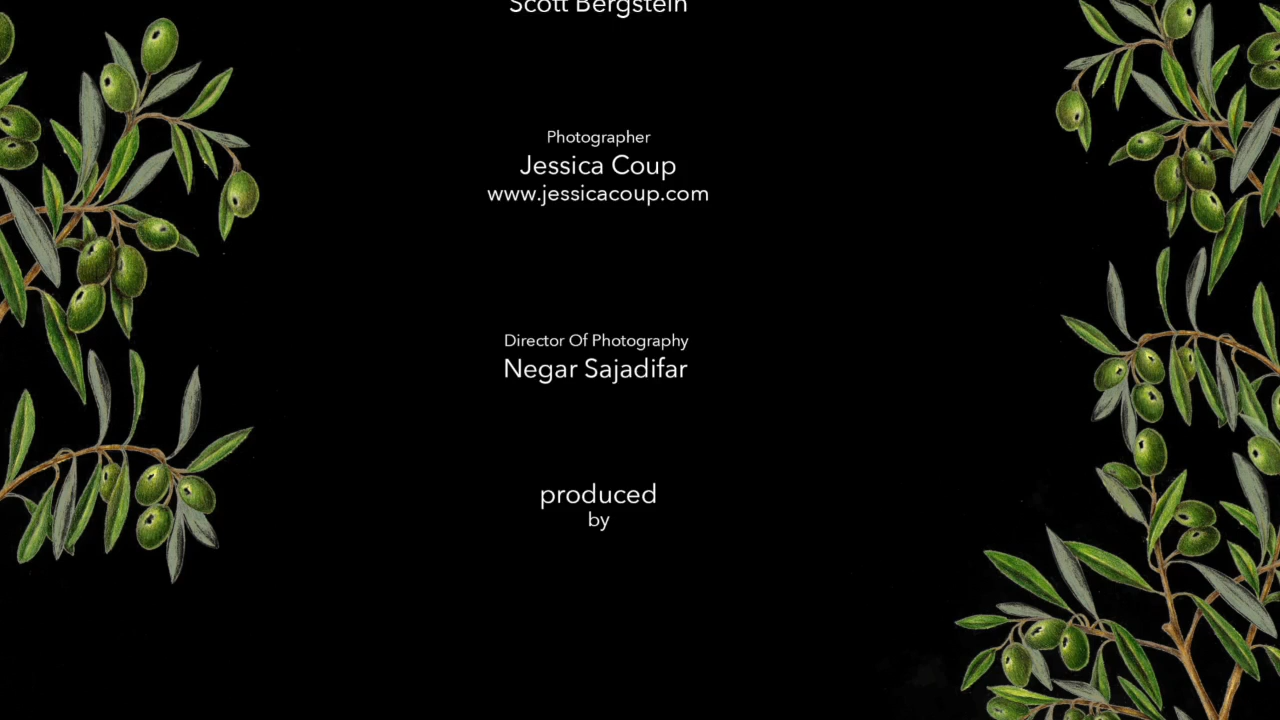 Scott Bergstein
Photographer
Jessica Coup
www.jessicacoup.com
Director Of Photography
Negar Sajadifar
produced
by